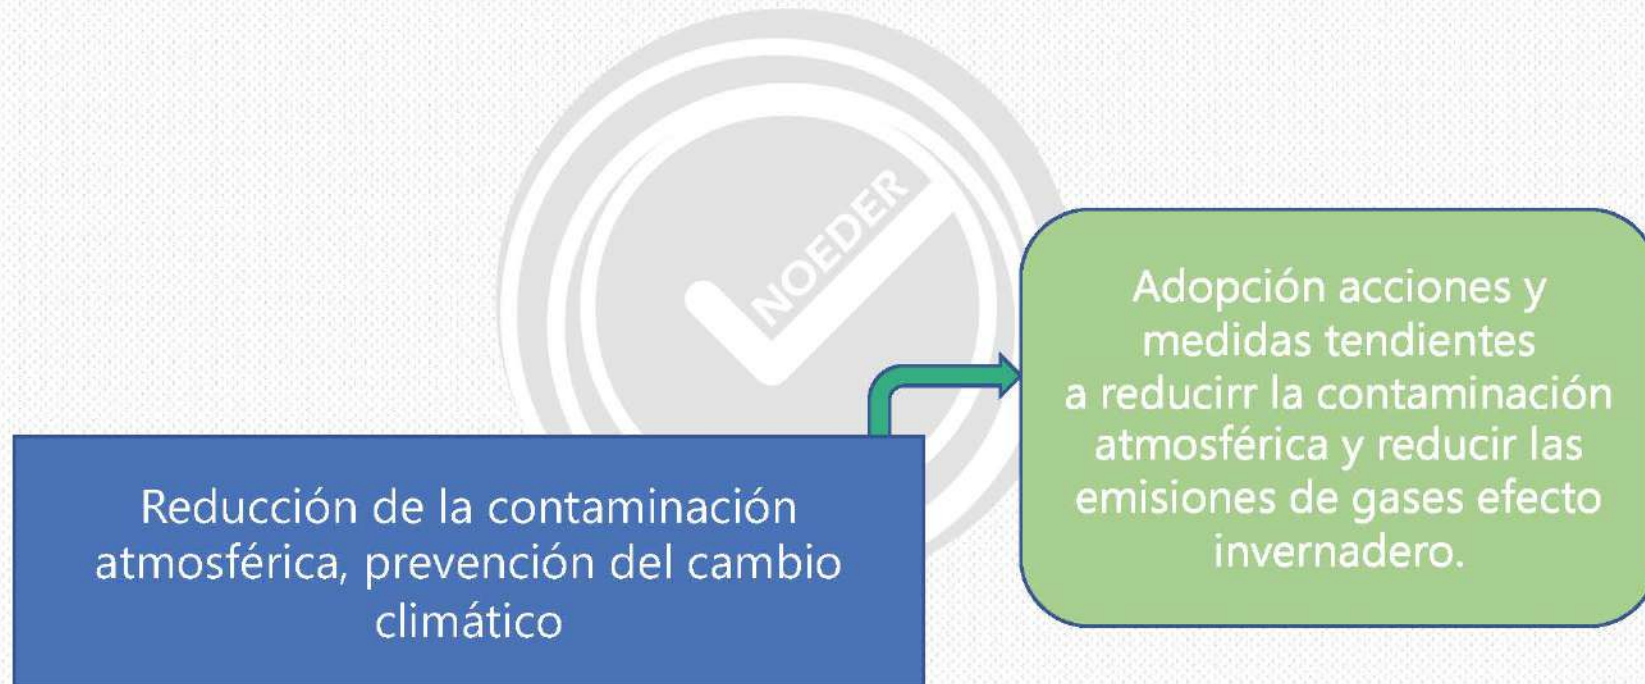 NOEDER
Adopción acciones y
medidas tendientes
a reducirr la contaminación
atmosférica y reducir las
emisiones de gases efecto
invernadero.
Reducción de la contaminación
atmosférica, prevención del cambio
climático